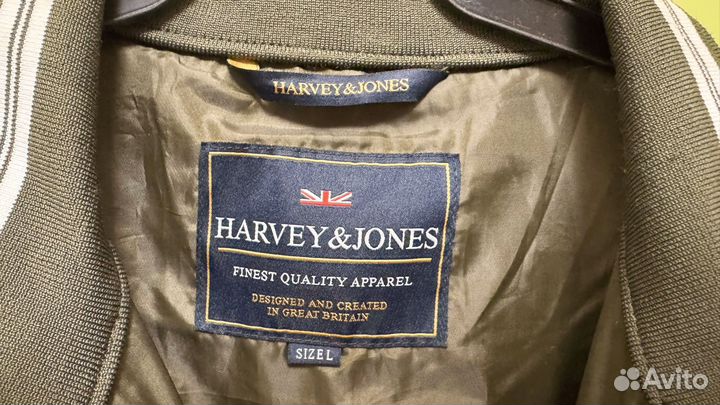 HARVEY&JONES
HARVEY&JONES
FINEST QUALITY APPAREL
DESIGNED AND CREATED
IN GREAT BRITAIN
SIZE L
Avito